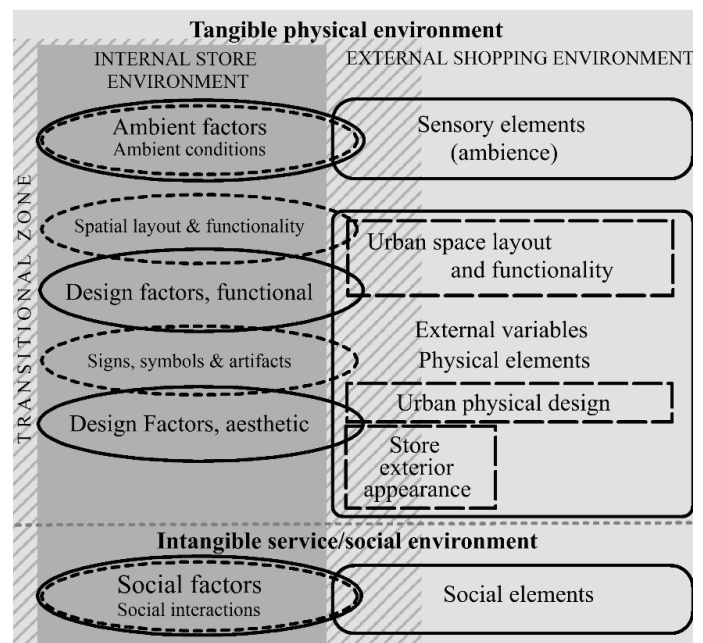 Tangible physical environment
INTERNAL STORE
ENVIRONMENT
EXTERNAL SHOPPING ENVIRONMENT
TRANSITIONAL ZONE
Ambient factors
Ambient conditions
Sensory elements
(ambience)
Spatial layout & functionality
Urban space layout
and functionality
Design factors, functional
External variables
Physical elements
Signs, symbols & artifacts
Urban physical design
Design Factors, aesthetic
Store
exterior
appearance
Intangible service/social environment
Social factors
Social interactions
Social elements